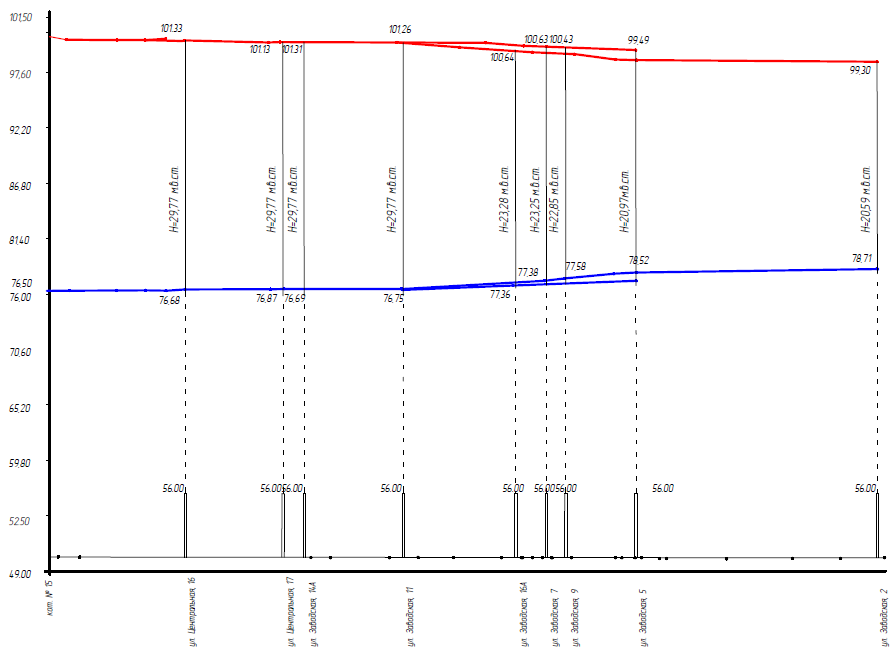 101.50
97.60
92.20
86.80
81.40
76.50
76.00
70.60
65.20
59.80
52.50
49.00
101.33
101.13
101.31
101.26
100.64
100.63
100.43
99.49
99.30
H=29,77 м.в.ст.
H=29,77 м.в.ст.
H=29,77 м.в.ст.
H=29,77 м.в.ст.
H=23,28 м.в.ст.
H=23,25 м.в.ст.
H=22,85 м.в.ст.
H=20,97м.в.ст.
H=20,59 м.в.ст.
76,68
76,87
76,69
76,75
77,36
77,38
77,58
78,52
78,71
56.00
56.00
56.00
56.00
56.00
56.00
56.00
56.00
56.00
кот. № 15
ул. Центральная, 16
ул. Центральная, 17
ул. Заводская, 14А
ул. Заводская, 11
ул. Заводская, 16А
ул. Заводская, 7
ул. Заводская, 9
ул. Заводская, 5
ул. Заводская, 2